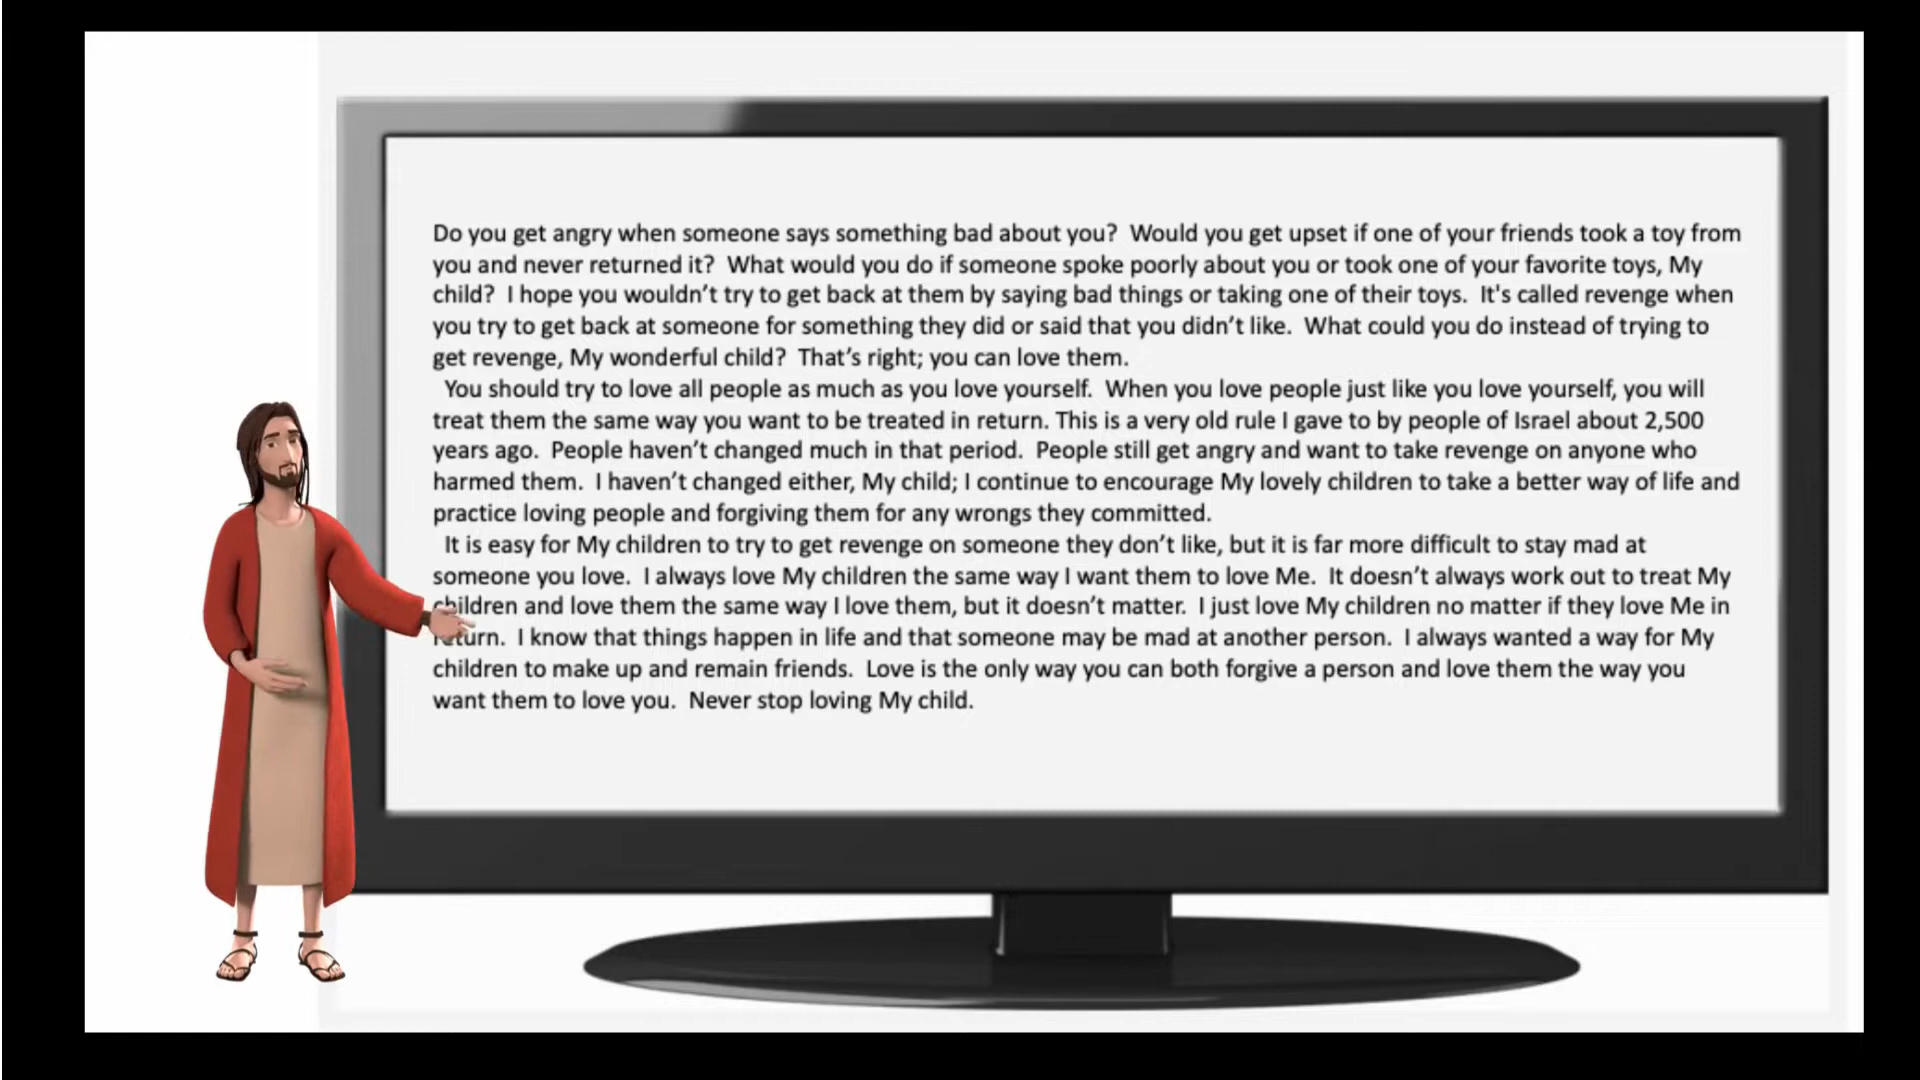 Do you get angry when someone says something bad about you?  Would you get upset if one of your friends took a toy from
you and never returned it?  What would you do if someone spoke poorly about you or took one of your favorite toys, My
child?  I hope you wouldn’t try to get back at them by saying bad things or taking one of their toys.  It's called revenge when
you try to get back at someone for something they did or said that you didn’t like.  What could you do instead of trying to
get revenge, My wonderful child?  That’s right; you can love them.
You should try to love all people as much as you love yourself.  When you love people just like you love yourself, you will
treat them the same way you want to be treated in return. This is a very old rule I gave to by people of Israel about 2,500
years ago.  People haven’t changed much in that period.  People still get angry and want to take revenge on anyone who
harmed them.  I haven’t changed either, My child; I continue to encourage My lovely children to take a better way of life and
practice loving people and forgiving them for any wrongs they committed.
It is easy for My children to try to get revenge on someone they don’t like, but it is far more difficult to stay mad at
someone you love.  I always love My children the same way I want them to love Me.  It doesn’t always work out to treat My
children and love them the same way I love them, but it doesn’t matter.  I just love My children no matter if they love Me in
return.  I know that things happen in life and that someone may be mad at another person.  I always wanted a way for My
children to make up and remain friends.  Love is the only way you can both forgive a person and love them the way you
want them to love you.  Never stop loving My child.